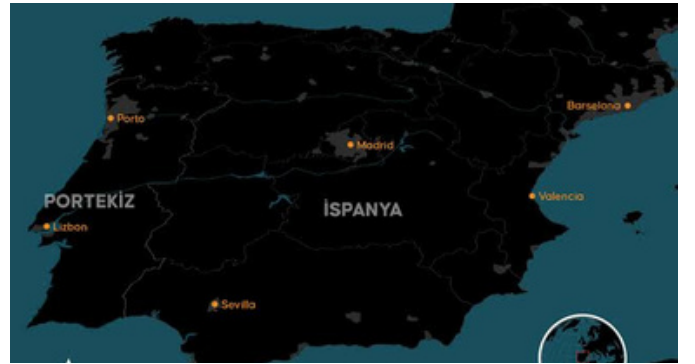 Barselona
Porto
Madrid
Valencia
PORTEKİZ
İSPANYA
Lizbon
Sevilla